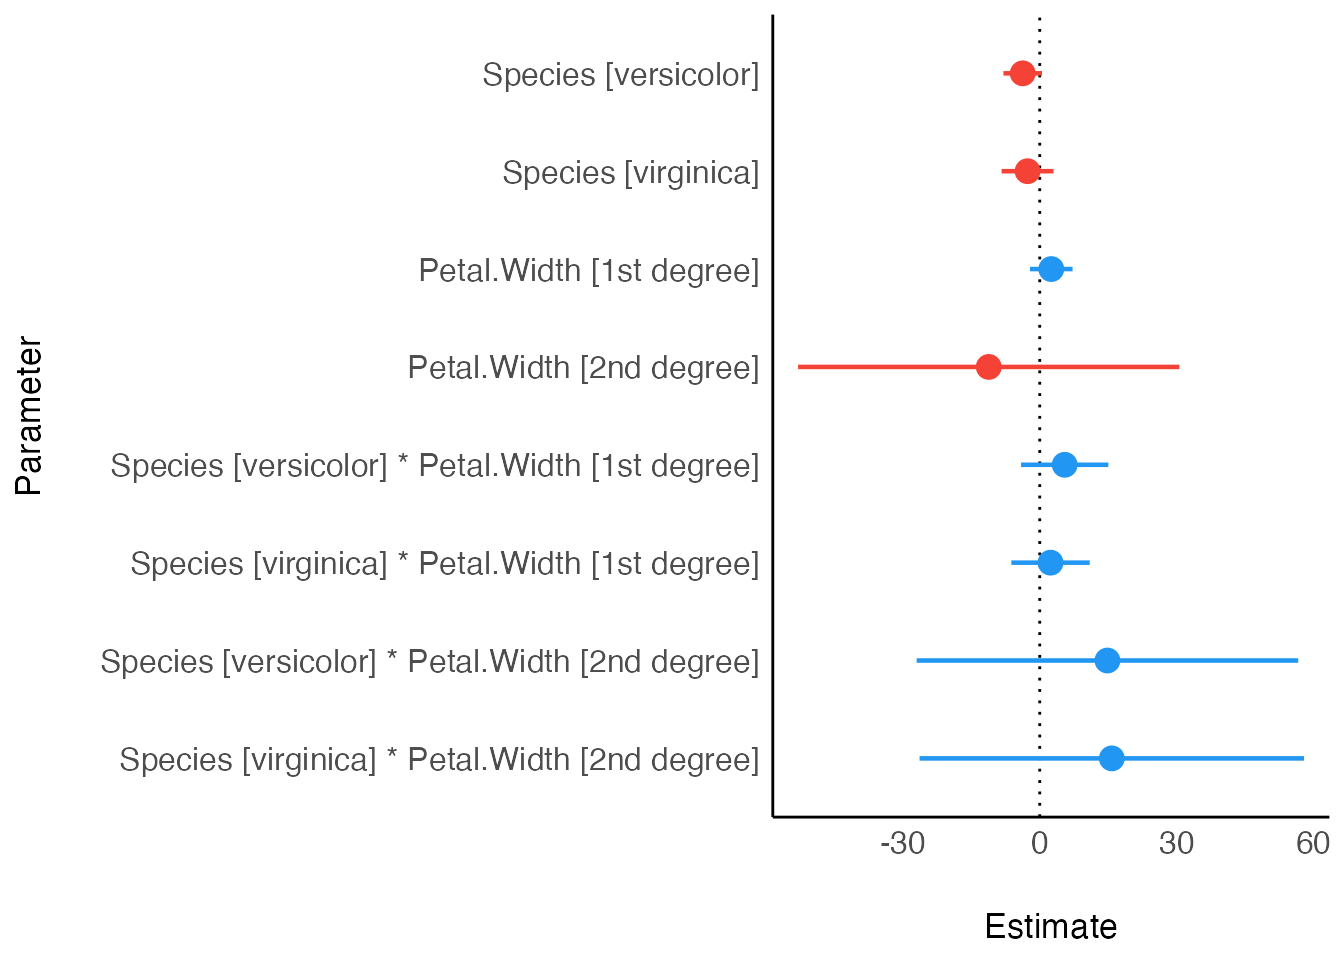 Species [versicolor]
Species [virginica]
Petal.Width [1st degree]
Petal.Width [2nd degree]
Species [versicolor] * Petal.Width [1st degree]
Species [virginica] * Petal.Width [1st degree]
Species [versicolor] * Petal.Width [2nd degree]
Species [virginica] * Petal.Width [2nd degree]
Parameter
-30 0 30 60
Estimate